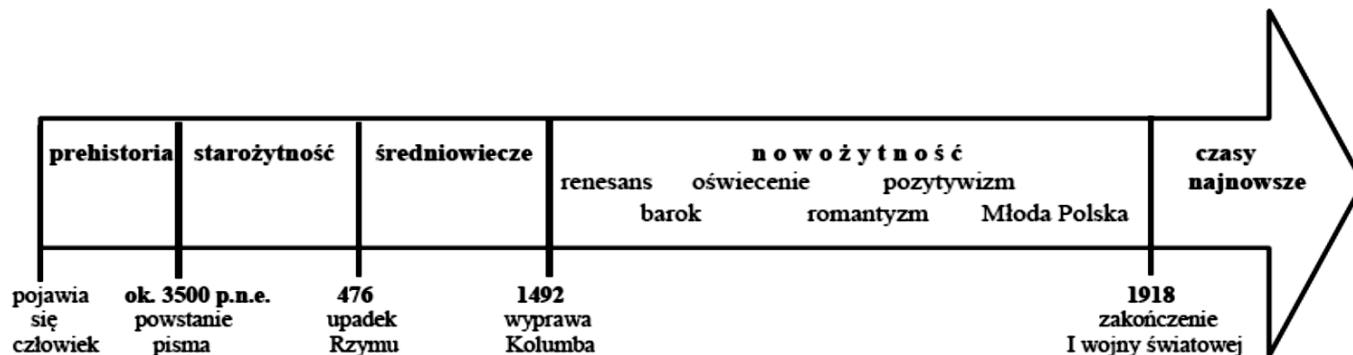 prehistoria starożytność średniowiecze nowożytność czasy
najnowsze
renesans oświecenie pozytywizm
barok romantyzm Młoda Polska
pojawia
się
człowiek
ok. 3500 p.n.e.
powstanie
pisma
476
upadek
Rzymu
1492
wyprawa
Kolumba
1918
zakończenie
I wojny światowej